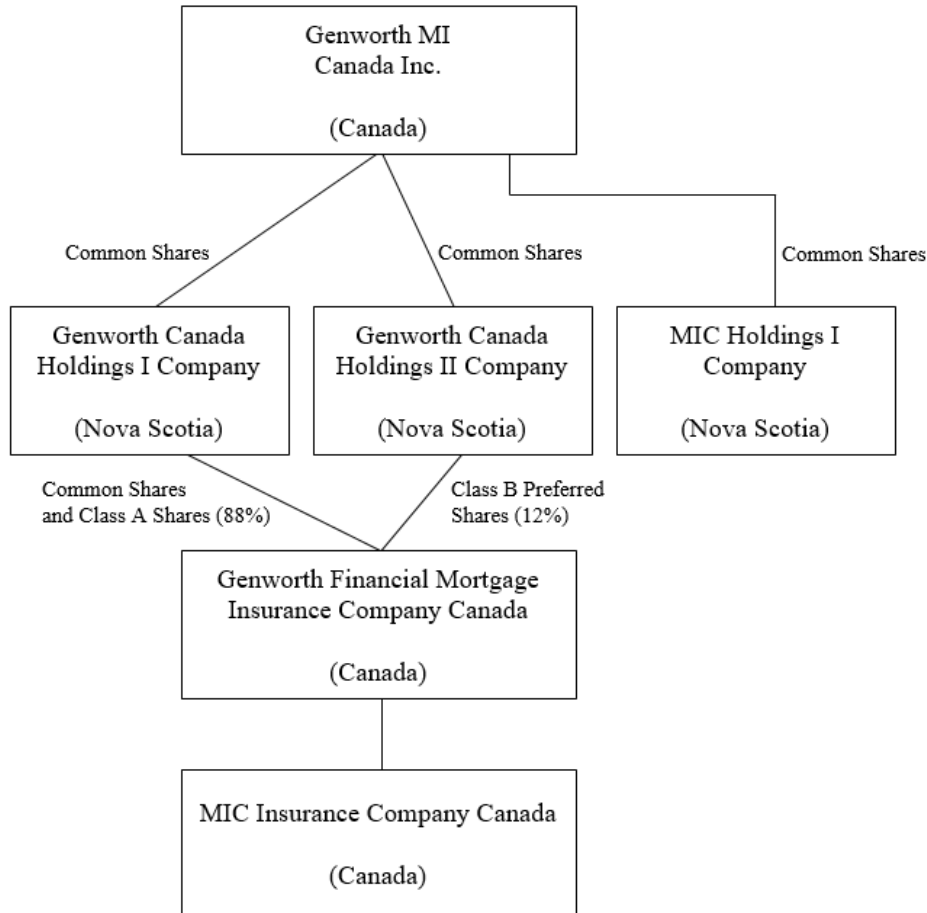 Genworth MI
Canada Inc.
(Canada)
Common Shares
Common Shares
Common Shares
Genworth Canada
Holdings I Company
(Nova Scotia)
Genworth Canada
Holdings II Company
(Nova Scotia)
MIC Holdings I
Company
(Nova Scotia)
Common Shares
and Class A Shares (88%)
Class B Preferred
Shares (12%)
Genworth Financial Mortgage
Insurance Company Canada
(Canada)
MIC Insurance Company Canada
(Canada)